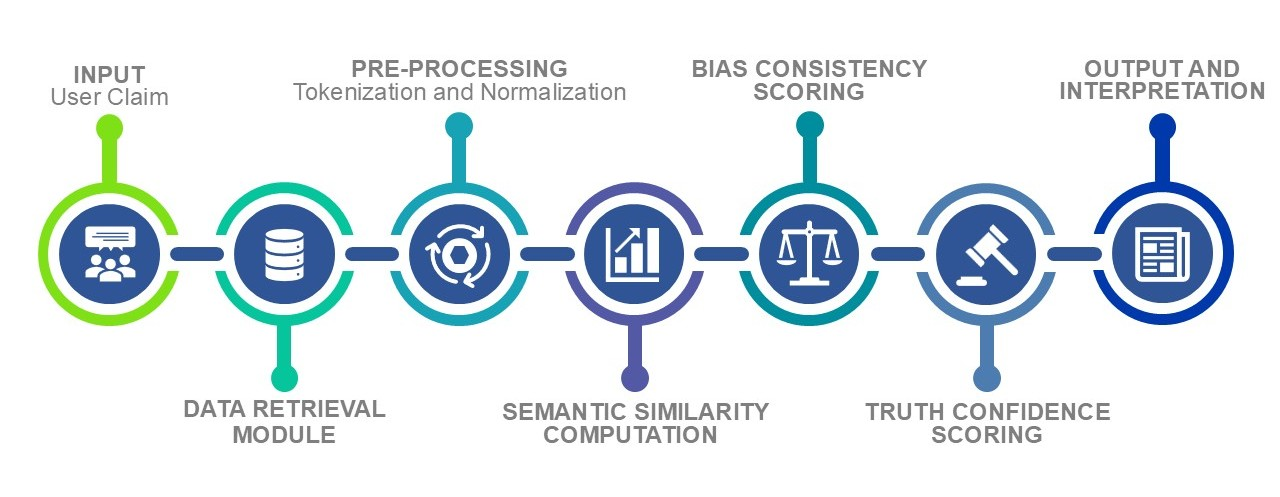 INPUT
User Claim
DATA RETRIEVAL
MODULE
PRE-PROCESSING
Tokenization and Normalization
SEMANTIC SIMILARITY
COMPUTATION
BIAS CONSISTENCY
SCORING
TRUTH CONFIDENCE
SCORING
OUTPUT AND
INTERPRETATION